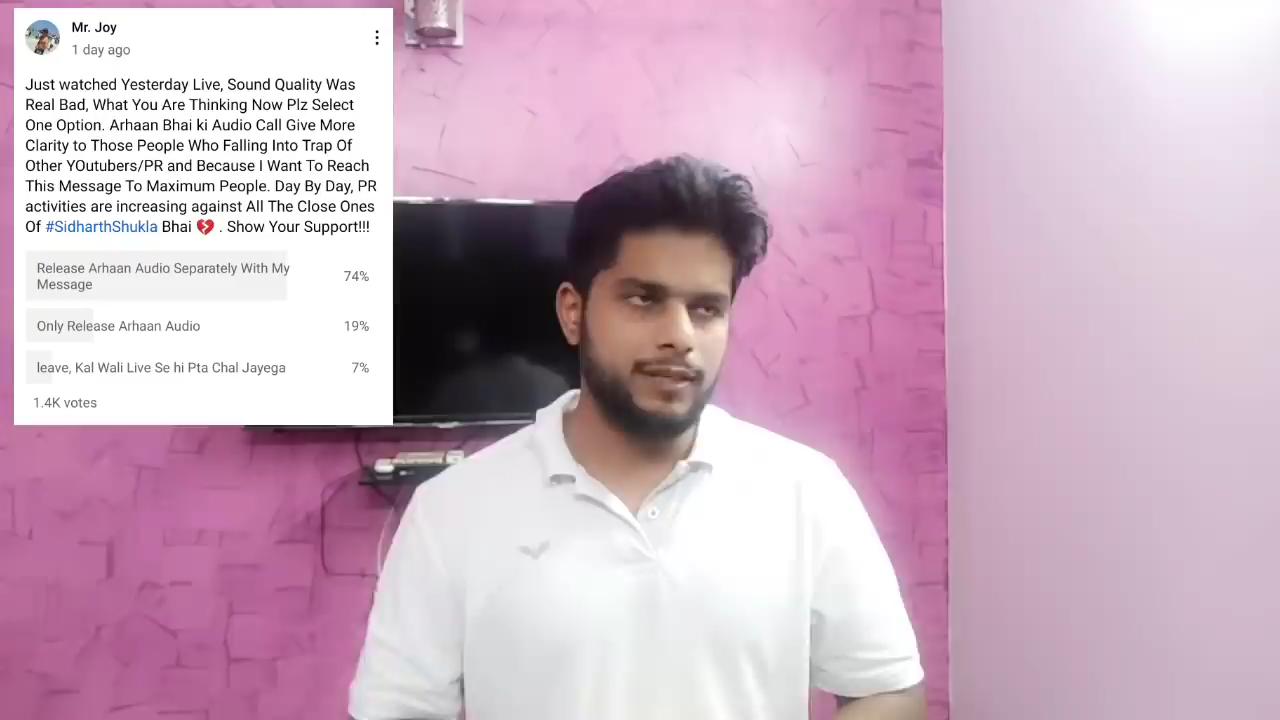 Mr. Joy
1 day ago
Just watched Yesterday Live, Sound Quality Was
Real Bad, What You Are Thinking Now Plz Select
One Option. Arhaan Bhai ki Audio Call Give More
Clarity to Those People Who Falling Into Trap Of
Other YOutubers/PR and Because I Want To Reach
This Message To Maximum People. Day By Day, PR
activities are increasing against All The Close Ones
Of #SidharthShukla Bhai 💔 . Show Your Support!!!
Release Arhaan Audio Separately With My
Message
74%
Only Release Arhaan Audio 19%
leave, Kal Wali Live Se hi Pta Chal Jayega 7%
1.4K votes